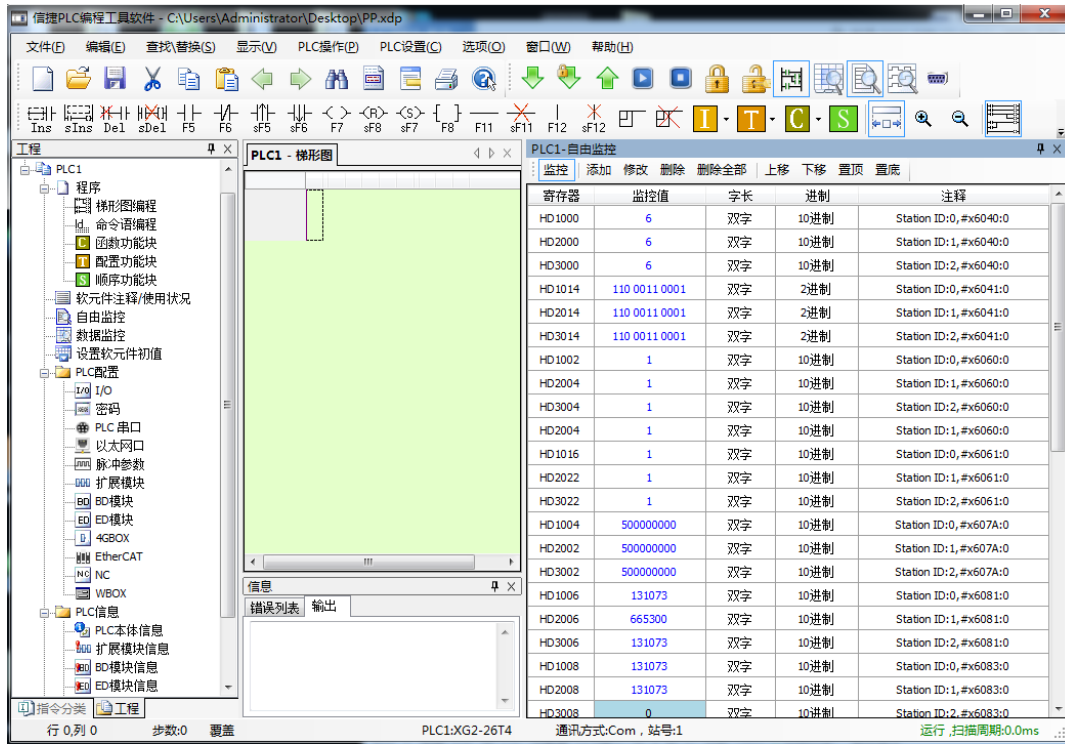 信捷PLC编程工具软件 - C:\Users\Administrator\Desktop\PP.xdp
文件(F) 编辑(E) 查找\替换(S) 显示(V) PLC操作(P) PLC设置(C) 选项(O) 窗口(W) 帮助(H)
Ins sIns Del sDel F5 F6 sF5 sF6 F7 sF8 sF7 F8 F11 sF11 F12 sF12 I T C S
工程
PLC1
程序
梯形图编程
命令语编程
C 函数功能块
T 配置功能块
S 顺序功能块
软元件注释/使用状况
自由监控
数据监控
设置软元件初值
PLC配置
I/O I/O
密码
PLC 串口
以太网口
脉冲参数
扩展模块
BD BD模块
ED ED模块
4GBOX
EtherCAT
NC NC
WBOX
PLC信息
PLC本体信息
扩展模块信息
BD BD模块信息
ED ED模块信息
指令分类 工程
PLC1 - 梯形图
信息
错误列表 输出
PLC1-自由监控
监控 添加 修改 删除 删除全部 上移 下移 置顶 置底
寄存器 监控值 字长 进制 注释
HD1000 6 双字 10进制 Station ID:0,#x6040:0
HD2000 6 双字 10进制 Station ID:1,#x6040:0
HD3000 6 双字 10进制 Station ID:2,#x6040:0
HD1014 110 0011 0001 双字 2进制 Station ID:0,#x6041:0
HD2014 110 0011 0001 双字 2进制 Station ID:1,#x6041:0
HD3014 110 0011 0001 双字 2进制 Station ID:2,#x6041:0
HD1002 1 双字 10进制 Station ID:0,#x6060:0
HD2004 1 双字 10进制 Station ID:1,#x6060:0
HD3004 1 双字 10进制 Station ID:2,#x6060:0
HD2004 1 双字 10进制 Station ID:1,#x6060:0
HD1016 1 双字 10进制 Station ID:0,#x6061:0
HD2022 1 双字 10进制 Station ID:1,#x6061:0
HD3022 1 双字 10进制 Station ID:2,#x6061:0
HD1004 500000000 双字 10进制 Station ID:0,#x607A:0
HD2002 500000000 双字 10进制 Station ID:1,#x607A:0
HD3002 500000000 双字 10进制 Station ID:2,#x607A:0
HD1006 131073 双字 10进制 Station ID:0,#x6081:0
HD2006 665300 双字 10进制 Station ID:1,#x6081:0
HD3006 131073 双字 10进制 Station ID:2,#x6081:0
HD1008 131073 双字 10进制 Station ID:0,#x6083:0
HD2008 131073 双字 10进制 Station ID:1,#x6083:0
HD3008 0 双字 10进制 Station ID:2,#x6083:0
行 0,列 0 步数:0 覆盖 PLC1:XG2-26T4 通讯方式:Com，站号:1 运行 ,扫描周期:0.0ms